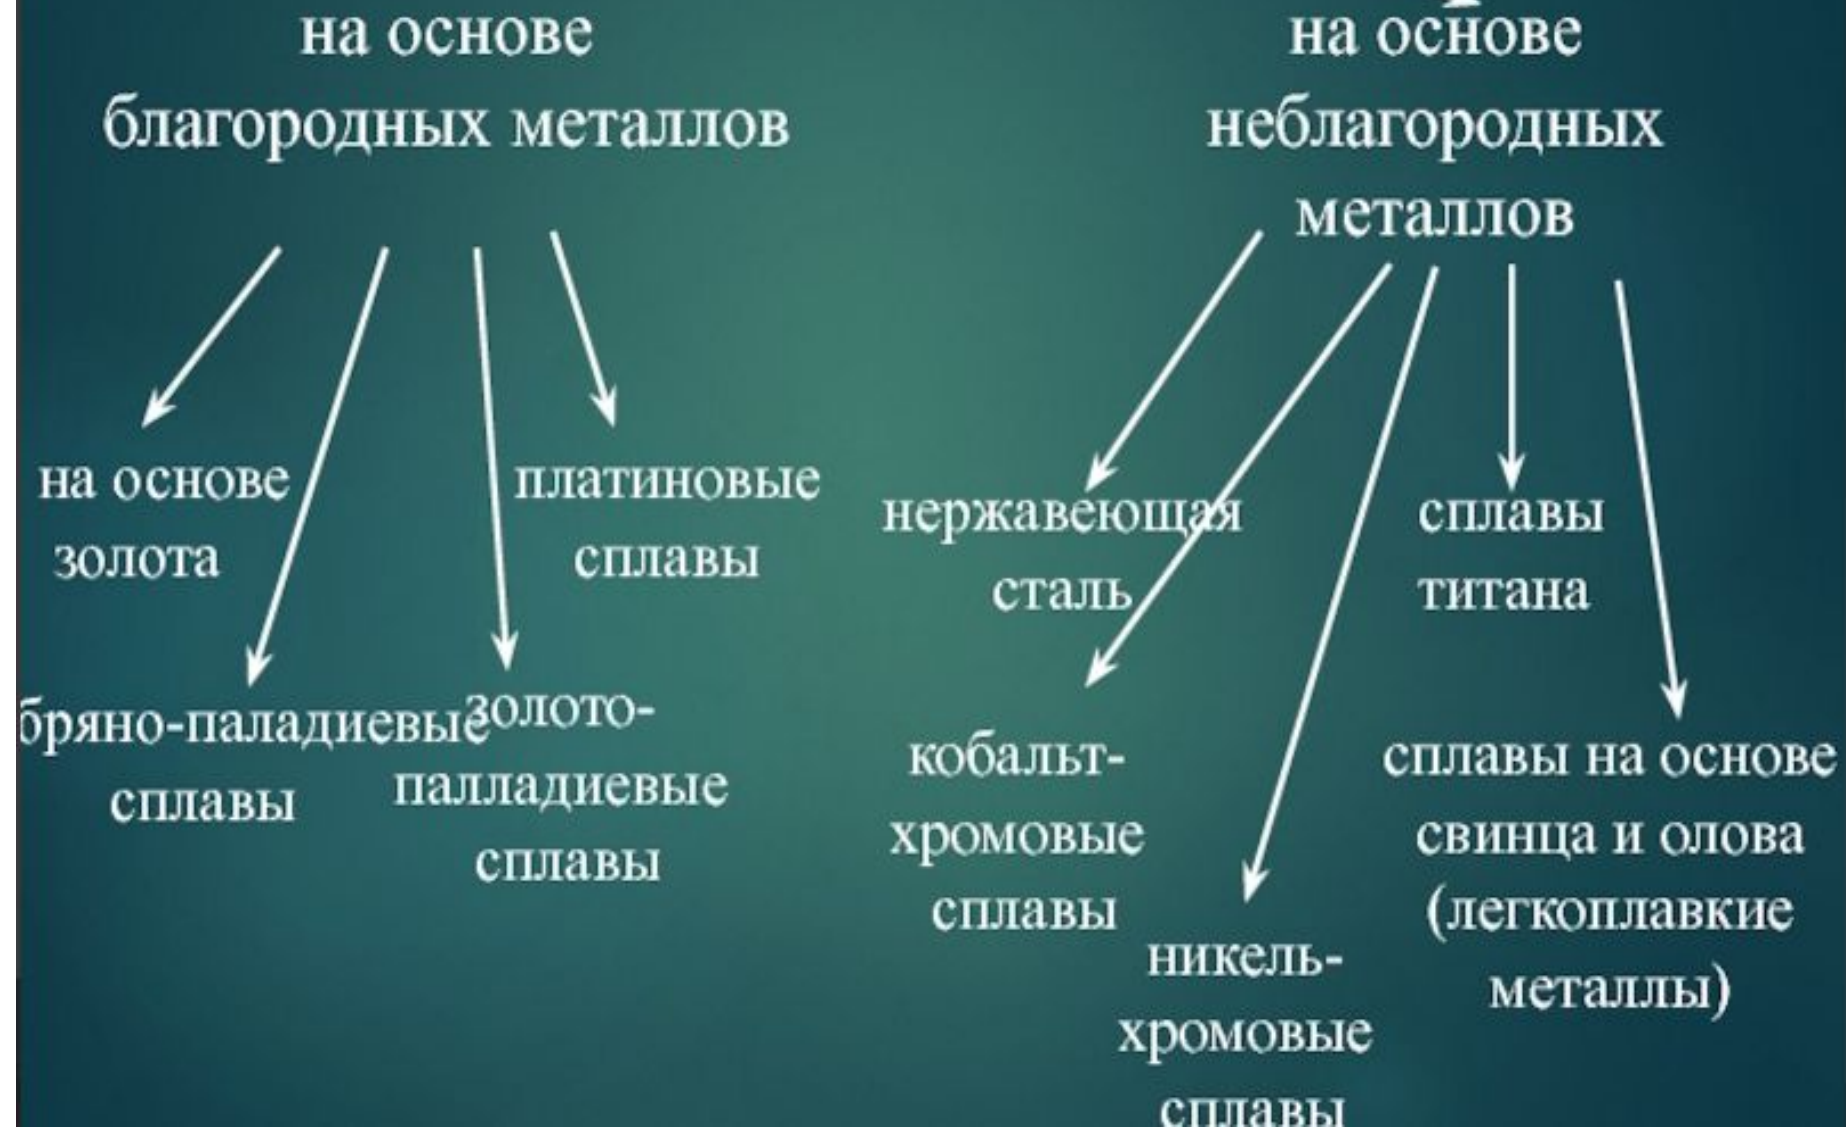 на основе
благородных металлов
на основе
золота
платиновые
сплавы
бряно-паладиевые
сплавы
золото-
палладиевые
сплавы
на основе
неблагородных
металлов
нержавеющая
сталь
сплавы
титана
кобальт-
хромовые
сплавы
никель-
хромовые
сплавы
сплавы на основе
свинца и олова
(легкоплавкие
металлы)